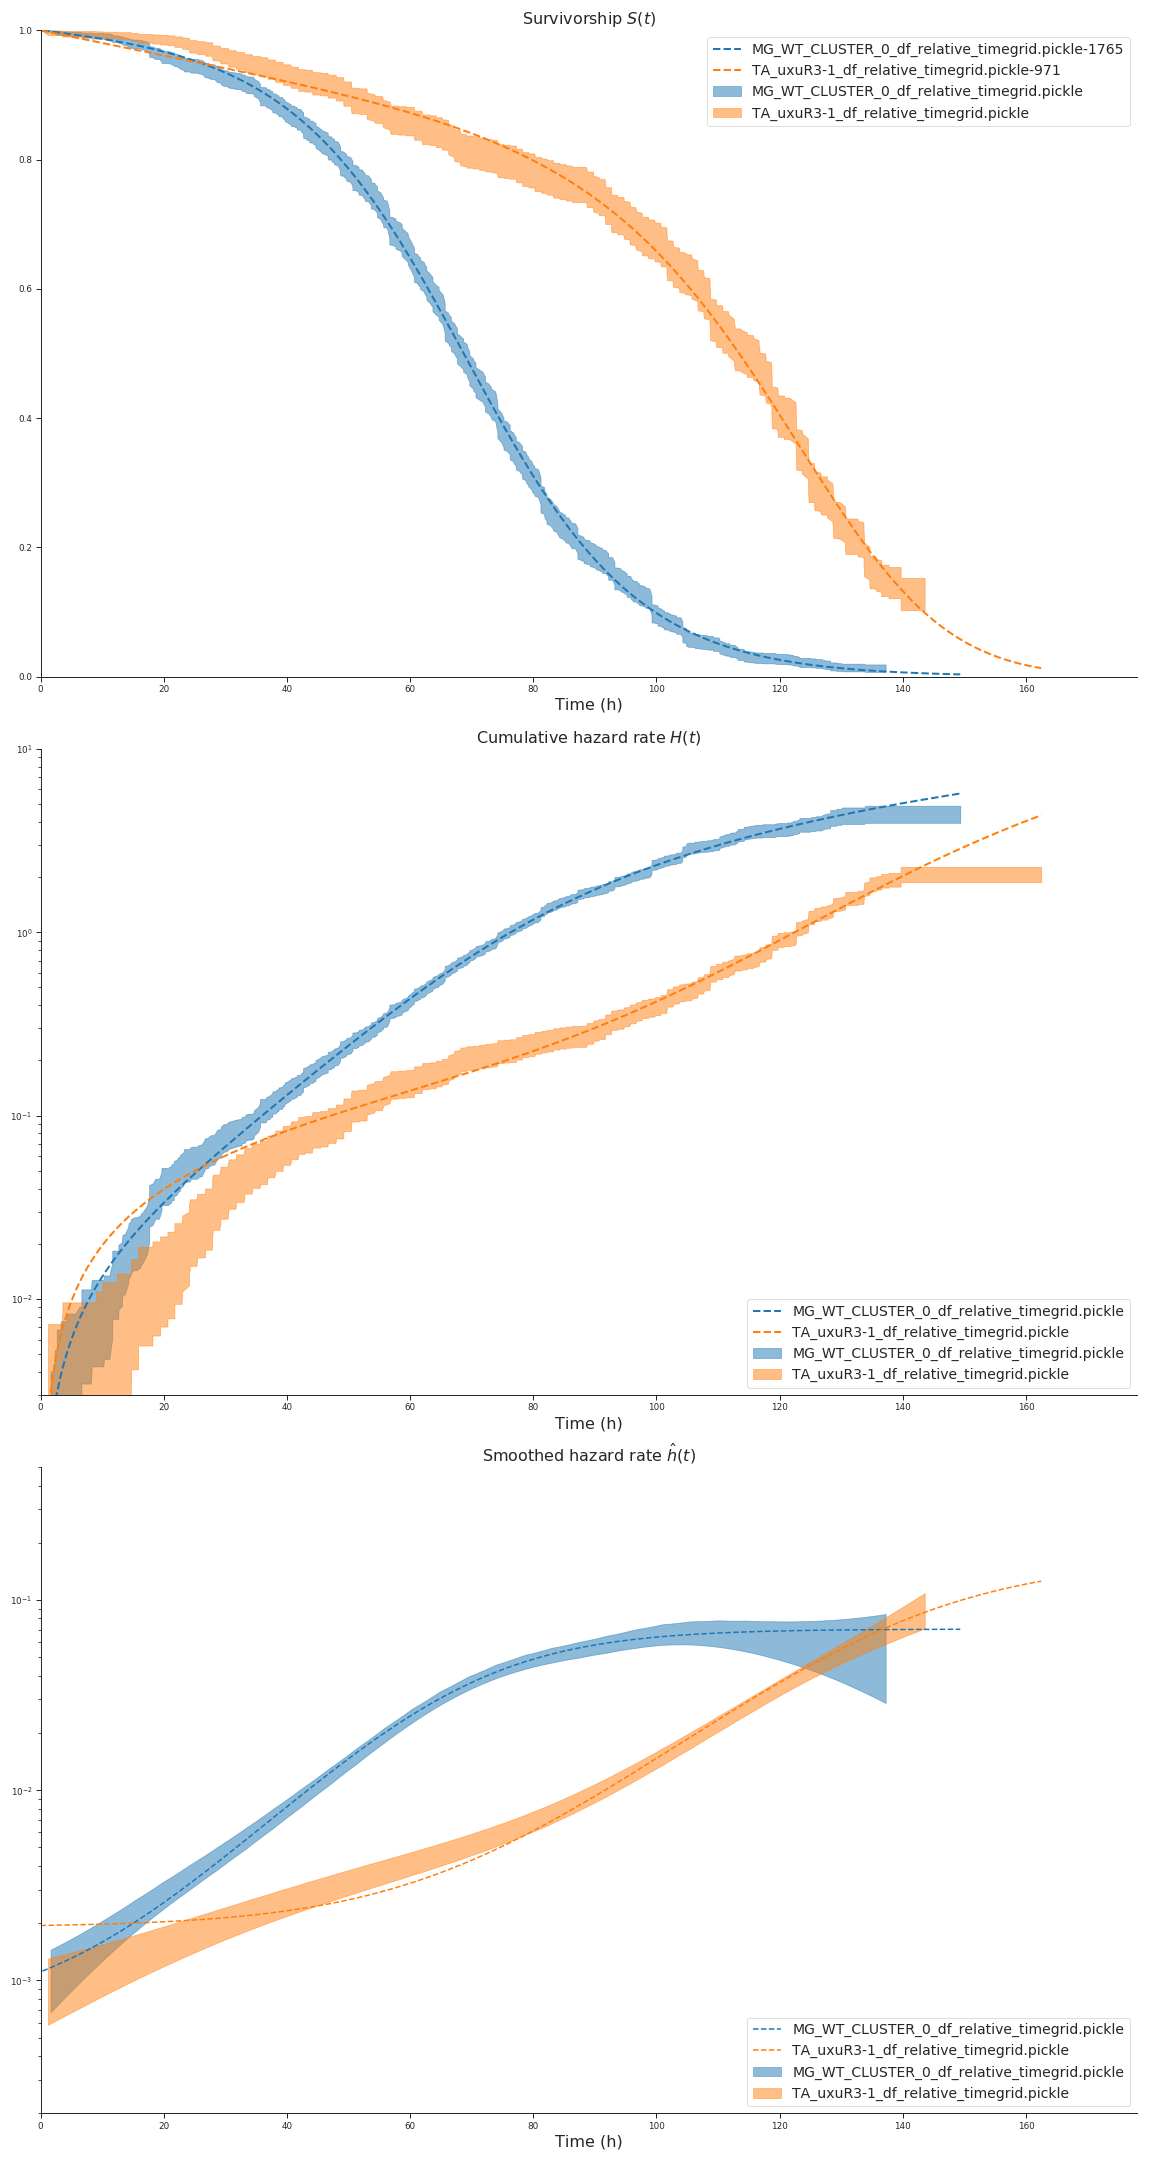 Survivorship S(t)
1.0
0.8
0.6
0.4
0.2
0.0
MG_WT_CLUSTER_0_df_relative_timegrid.pickle-1765
TA_uxuR3-1_df_relative_timegrid.pickle-971
MG_WT_CLUSTER_0_df_relative_timegrid.pickle
TA_uxuR3-1_df_relative_timegrid.pickle
0 20 40 60 80 100 120 140 160
Time (h)
Cumulative hazard rate H(t)
10¹
10⁰
10⁻¹
10⁻²
MG_WT_CLUSTER_0_df_relative_timegrid.pickle
TA_uxuR3-1_df_relative_timegrid.pickle
MG_WT_CLUSTER_0_df_relative_timegrid.pickle
TA_uxuR3-1_df_relative_timegrid.pickle
0 20 40 60 80 100 120 140 160
Time (h)
Smoothed hazard rate ĥ(t)
10⁻¹
10⁻²
10⁻³
MG_WT_CLUSTER_0_df_relative_timegrid.pickle
TA_uxuR3-1_df_relative_timegrid.pickle
MG_WT_CLUSTER_0_df_relative_timegrid.pickle
TA_uxuR3-1_df_relative_timegrid.pickle
0 20 40 60 80 100 120 140 160
Time (h)